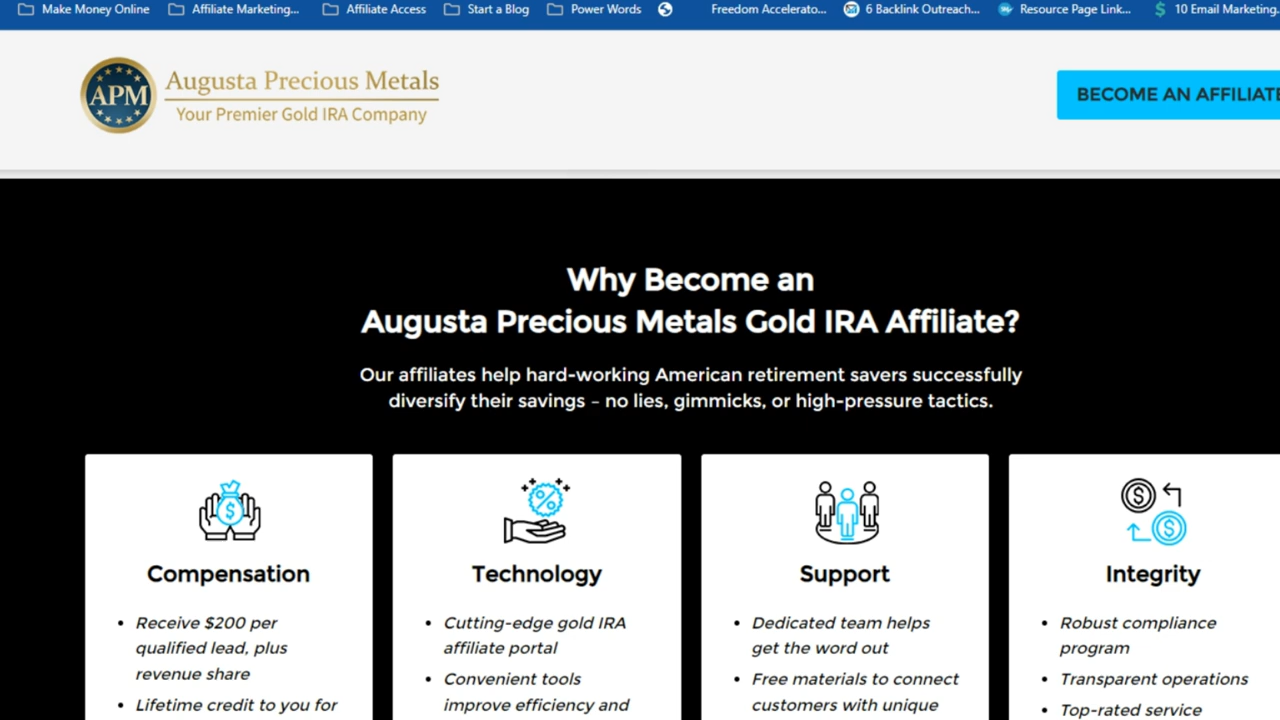 Make Money Online
Affiliate Marketing...
Affiliate Access
Start a Blog
Power Words
Freedom Accelerato...
6 Backlink Outreach...
Resource Page Link...
10 Email Marketing.
APM
Augusta Precious Metals
Your Premier Gold IRA Company
BECOME AN AFFILIATE
Why Become an
Augusta Precious Metals Gold IRA Affiliate?
Our affiliates help hard-working American retirement savers successfully
diversify their savings – no lies, gimmicks, or high-pressure tactics.
Compensation
• Receive $200 per
qualified lead, plus
revenue share
• Lifetime credit to you for
Technology
• Cutting-edge gold IRA
affiliate portal
• Convenient tools
improve efficiency and
Support
• Dedicated team helps
get the word out
• Free materials to connect
customers with unique
Integrity
• Robust compliance
program
• Transparent operations
• Top-rated service